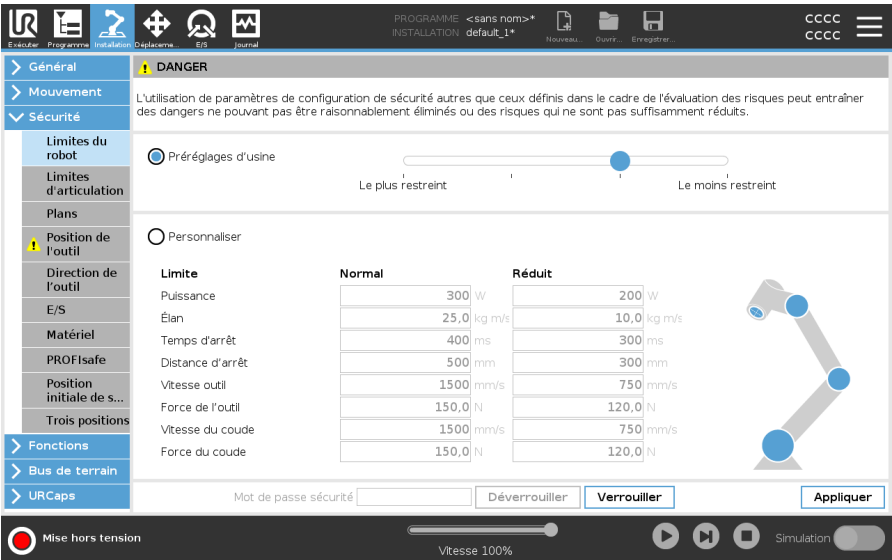 UR
PROGRAMME <sans nom>*
INSTALLATION default_1*
Exécuter Programme Installation Déplaceme... E/S Journal
Nouveau... Ouvrir... Enregistrer...
CCCC
CCCC
Général
Mouvement
Sécurité
Limites du
robot
Limites
d'articulation
Plans
Position de
l'outil
Direction de
l'outil
E/S
Matériel
PROFIsafe
Position
initiale de s...
Trois positions
Fonctions
Bus de terrain
URCaps
DANGER
L'utilisation de paramètres de configuration de sécurité autres que ceux définis dans le cadre de l'évaluation des risques peut entraîner
des dangers ne pouvant pas être raisonnablement éliminés ou des risques qui ne sont pas suffisamment réduits.
Préréglages d'usine
Le plus restreint Le moins restreint
Personnaliser
Limite Normal Réduit
Puissance 300 W 200 W
Élan 25,0 kg m/s 10,0 kg m/s
Temps d'arrêt 400 ms 300 ms
Distance d'arrêt 500 mm 300 mm
Vitesse outil 1500 mm/s 750 mm/s
Force de l'outil 150,0 N 120,0 N
Vitesse du coude 1500 mm/s 750 mm/s
Force du coude 150,0 N 120,0 N
Mot de passe sécurité Déverrouiller Verrouiller Appliquer
Mise hors tension
Vitesse 100%
Simulation